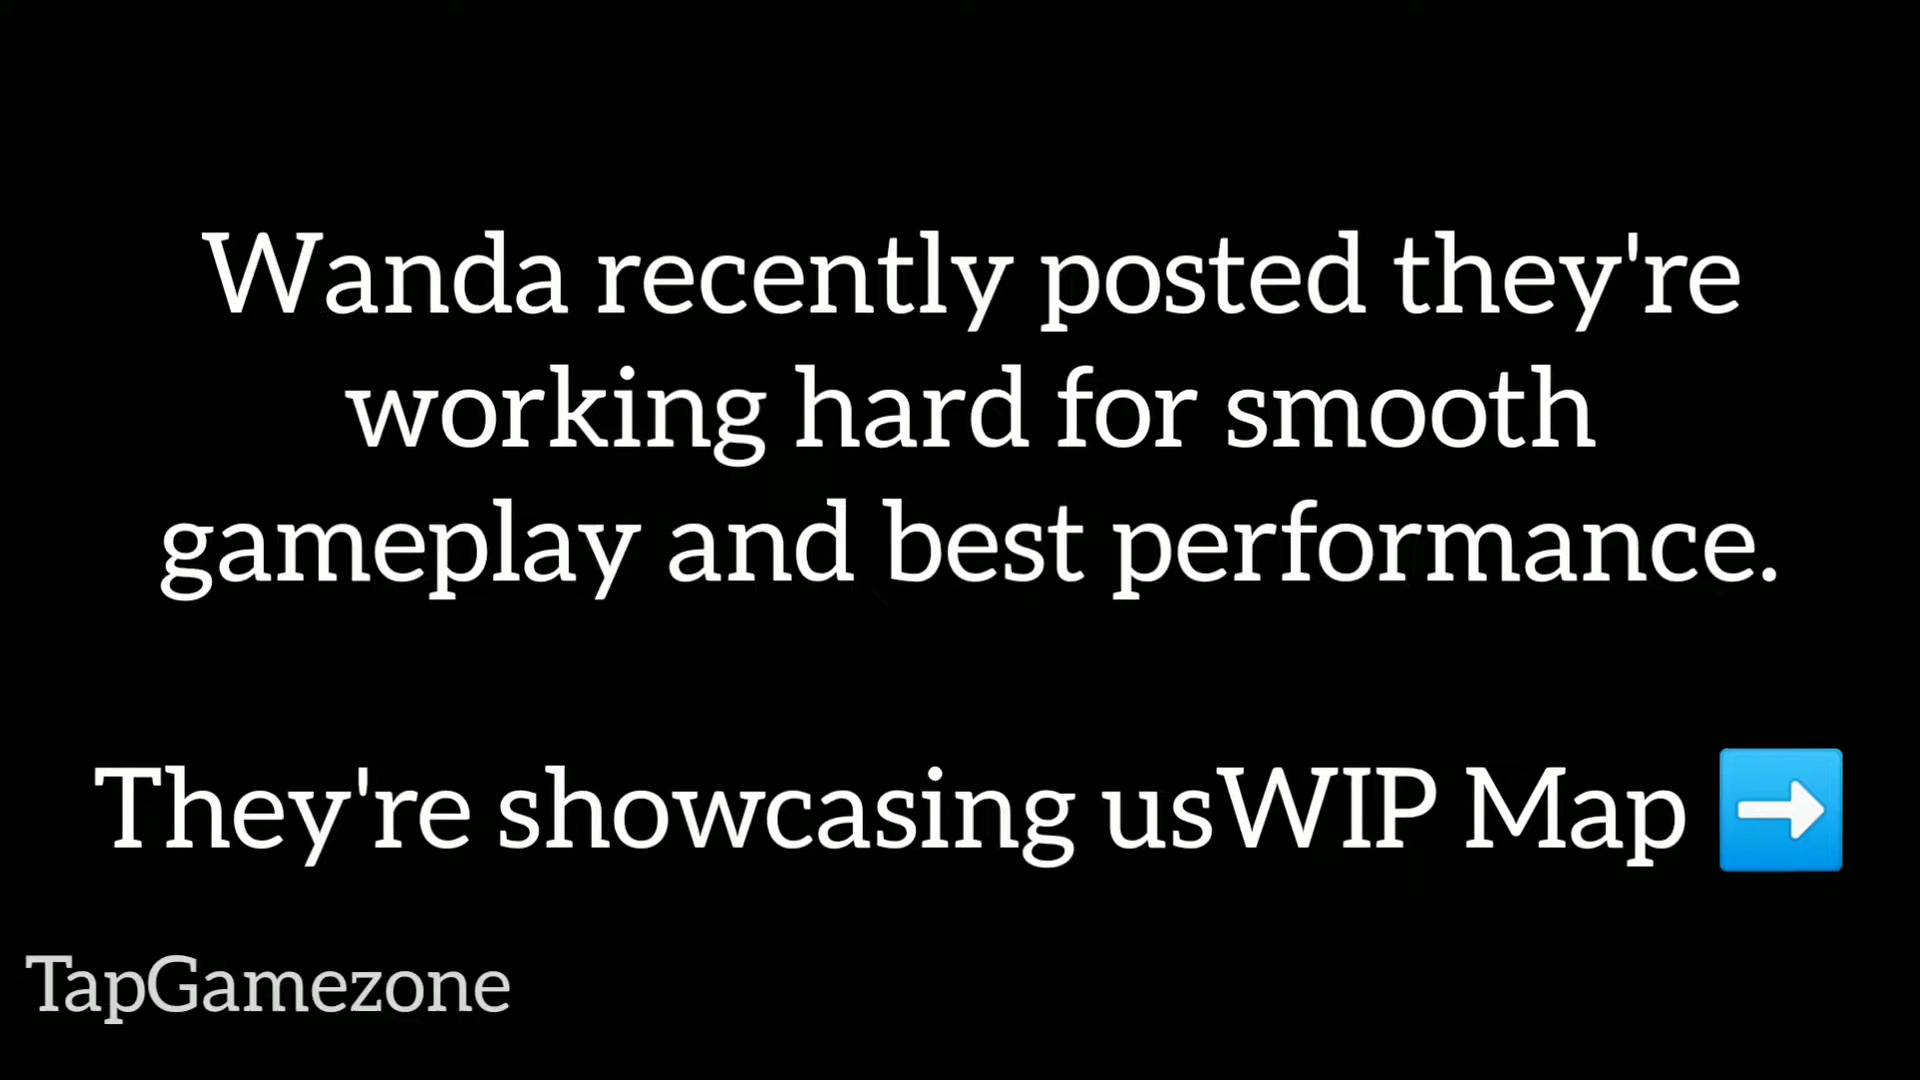 Wanda recently posted they're
working hard for smooth
gameplay and best performance.
They're showcasing usWIP Map ➡️
TapGamezone